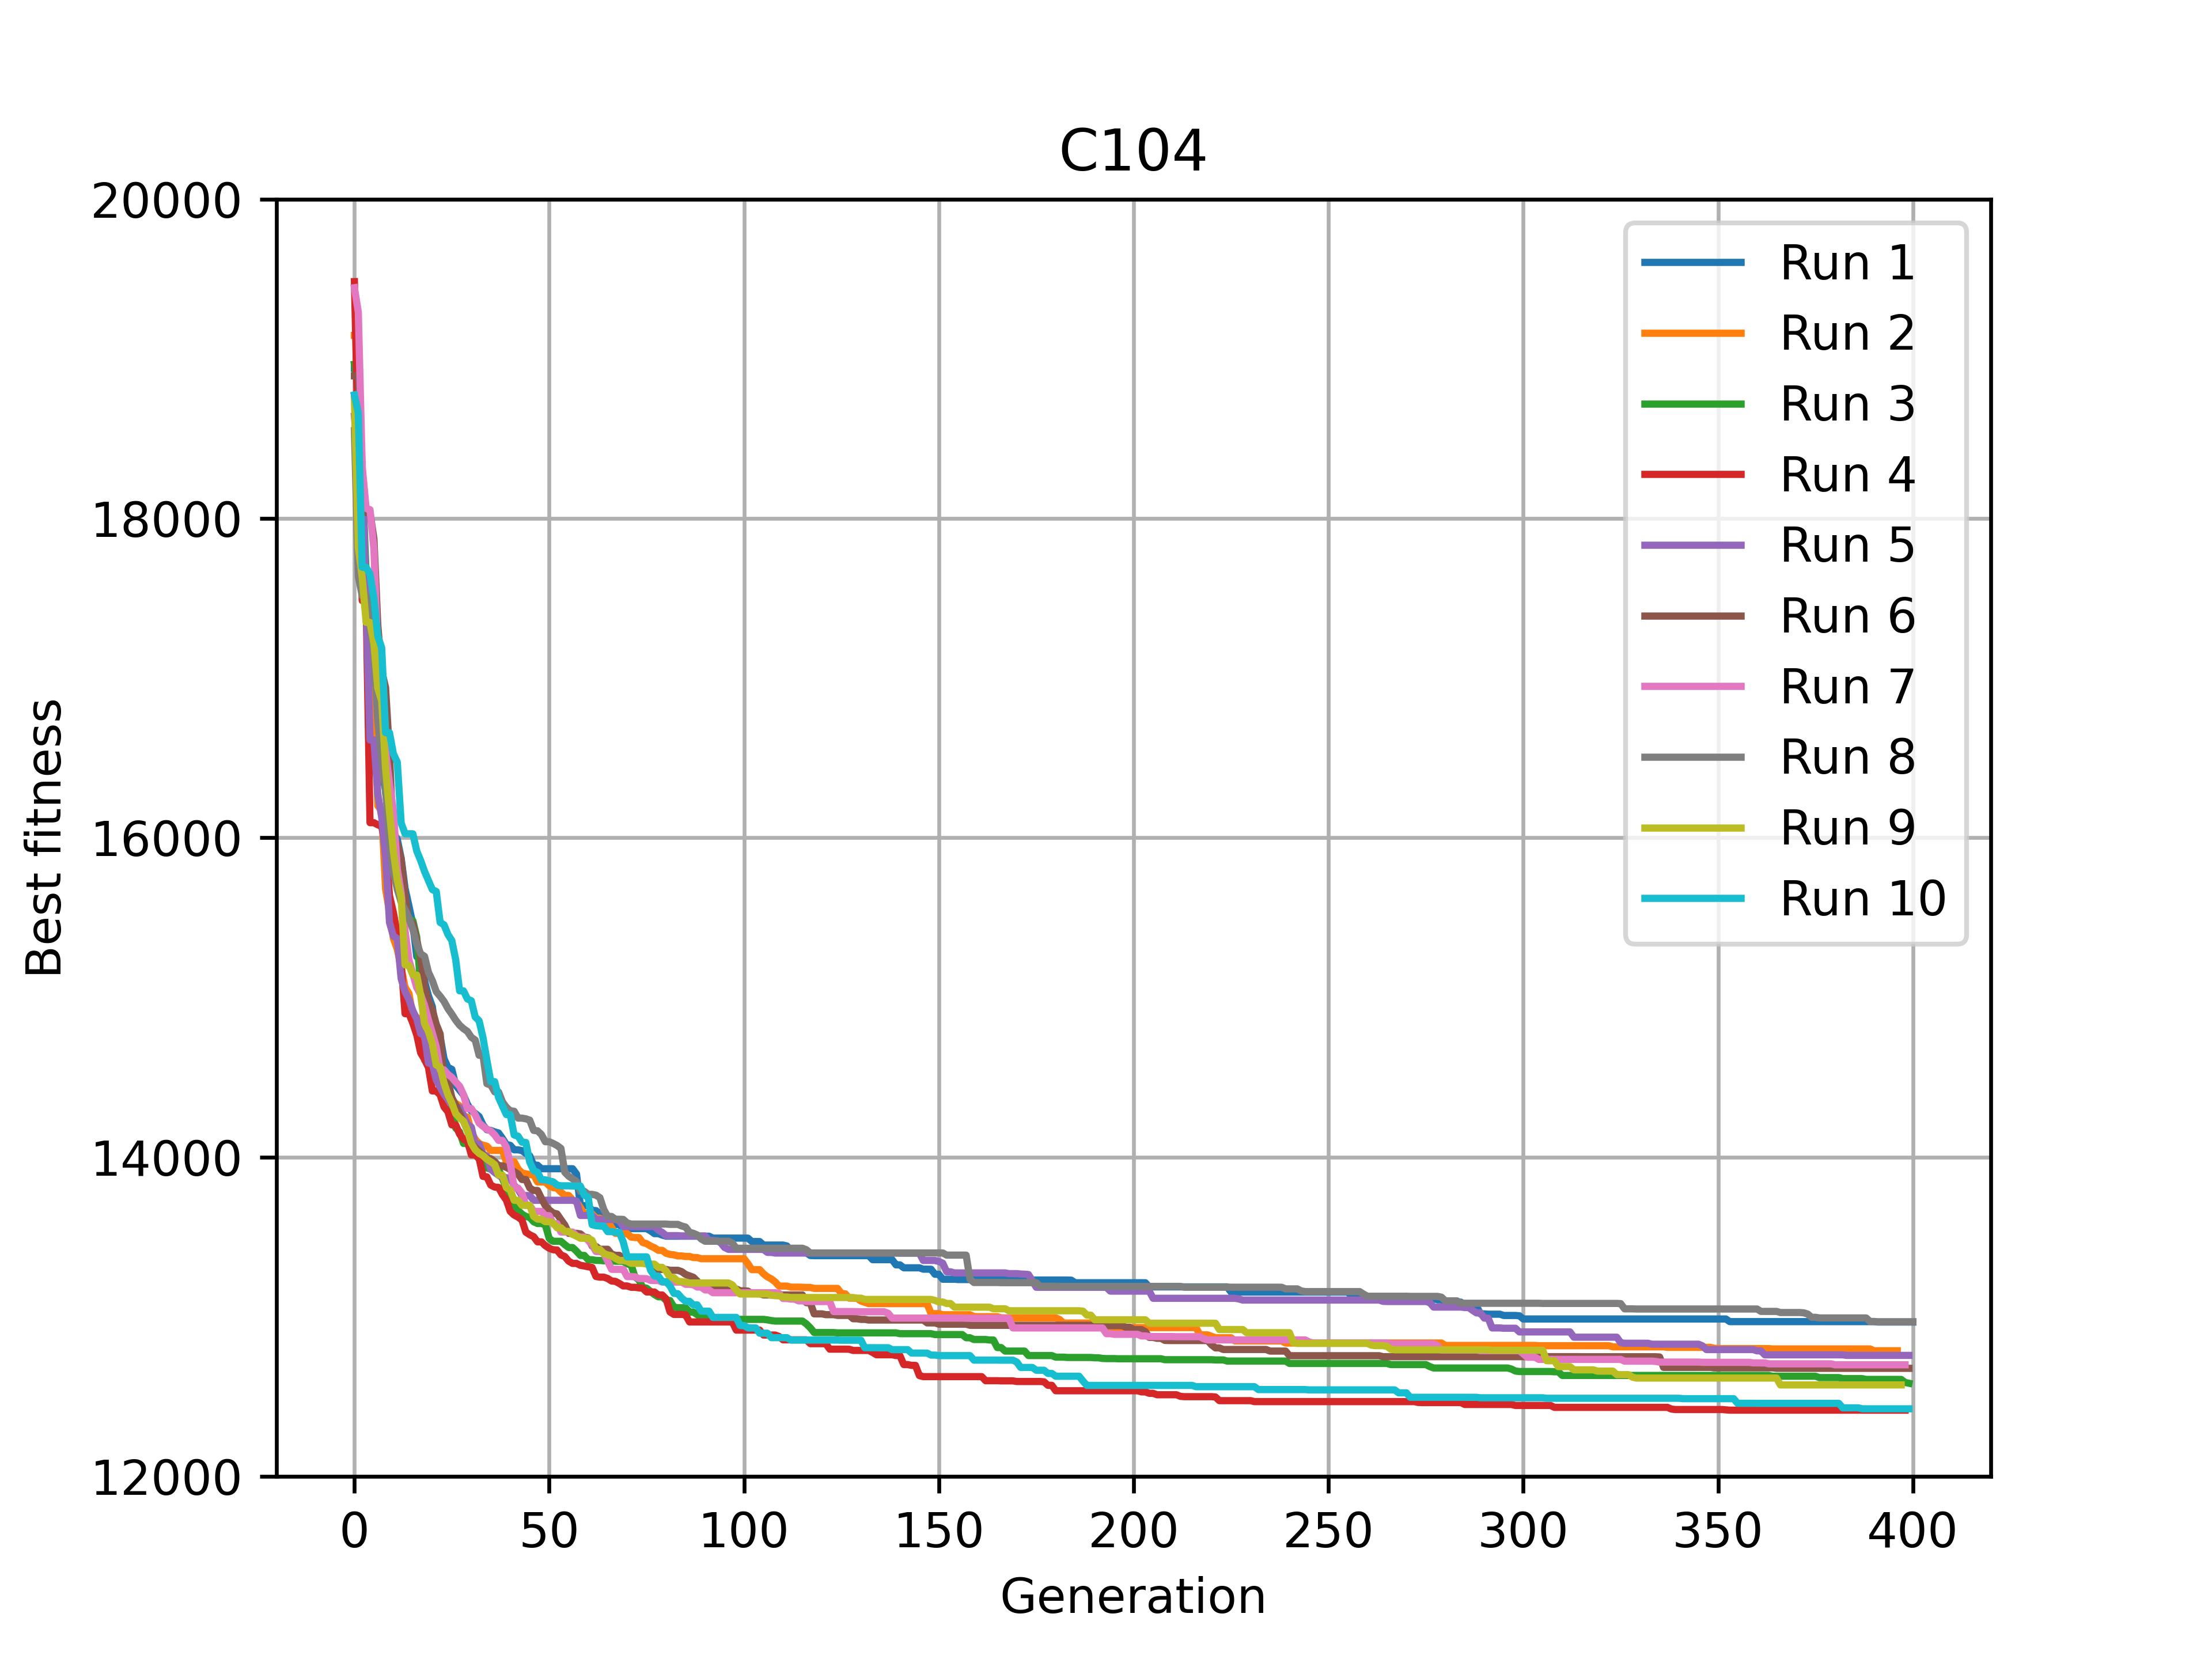 C104
Best fitness
20000
18000
16000
14000
12000
0 50 100 150 200 250 300 350 400
Generation
Run 1
Run 2
Run 3
Run 4
Run 5
Run 6
Run 7
Run 8
Run 9
Run 10